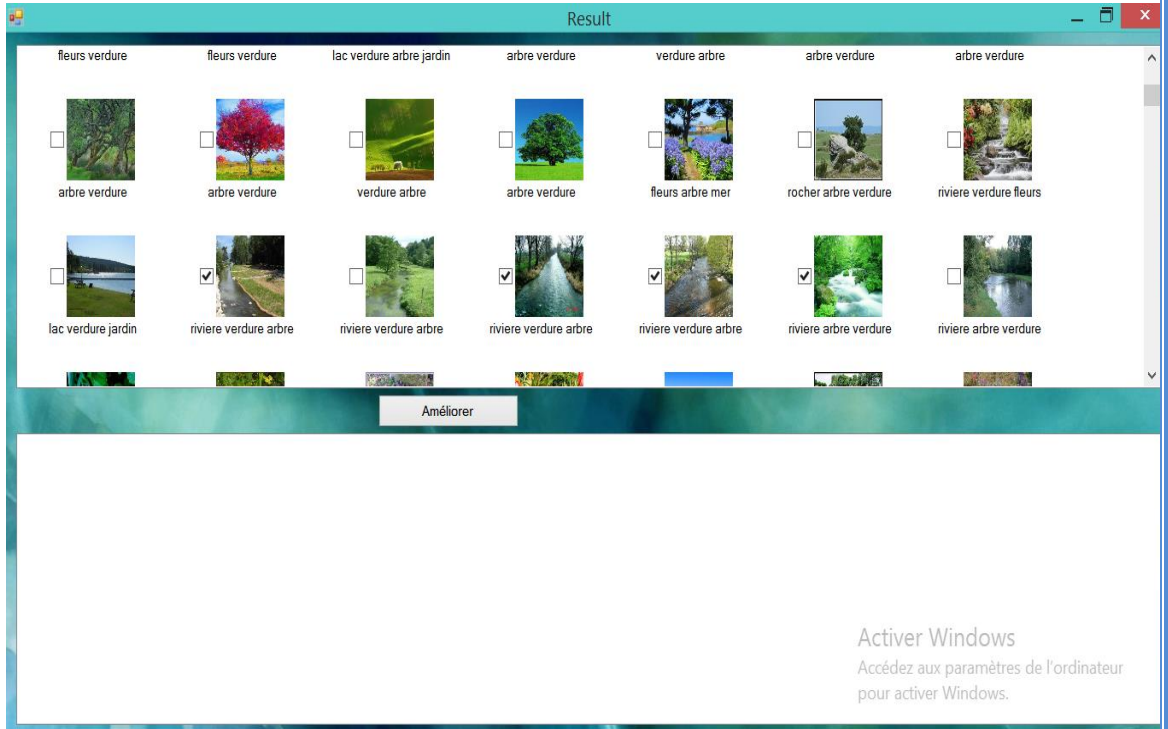 Result
fleurs verdure
fleurs verdure
lac verdure arbre jardin
arbre verdure
verdure arbre
arbre verdure
arbre verdure
arbre verdure
arbre verdure
verdure arbre
arbre verdure
fleurs arbre mer
rocher arbre verdure
riviere verdure fleurs
lac verdure jardin
riviere verdure arbre
riviere verdure arbre
riviere verdure arbre
riviere verdure arbre
riviere arbre verdure
riviere arbre verdure
Améliorer
Activer Windows
Accédez aux paramètres de l'ordinateur
pour activer Windows.